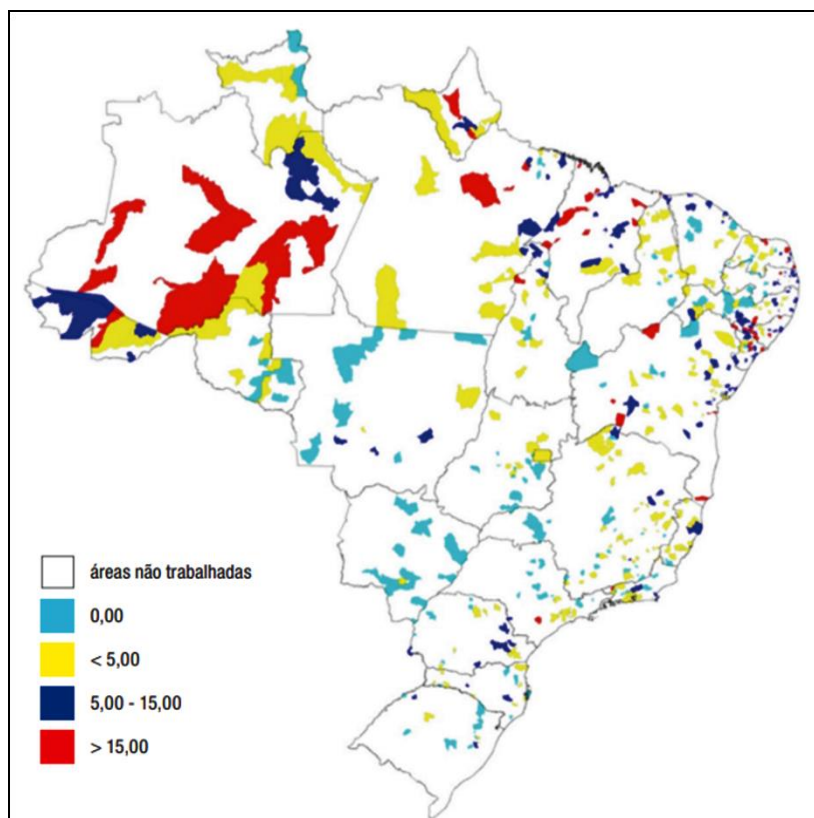 áreas não trabalhadas
0,00
< 5,00
5,00 - 15,00
> 15,00